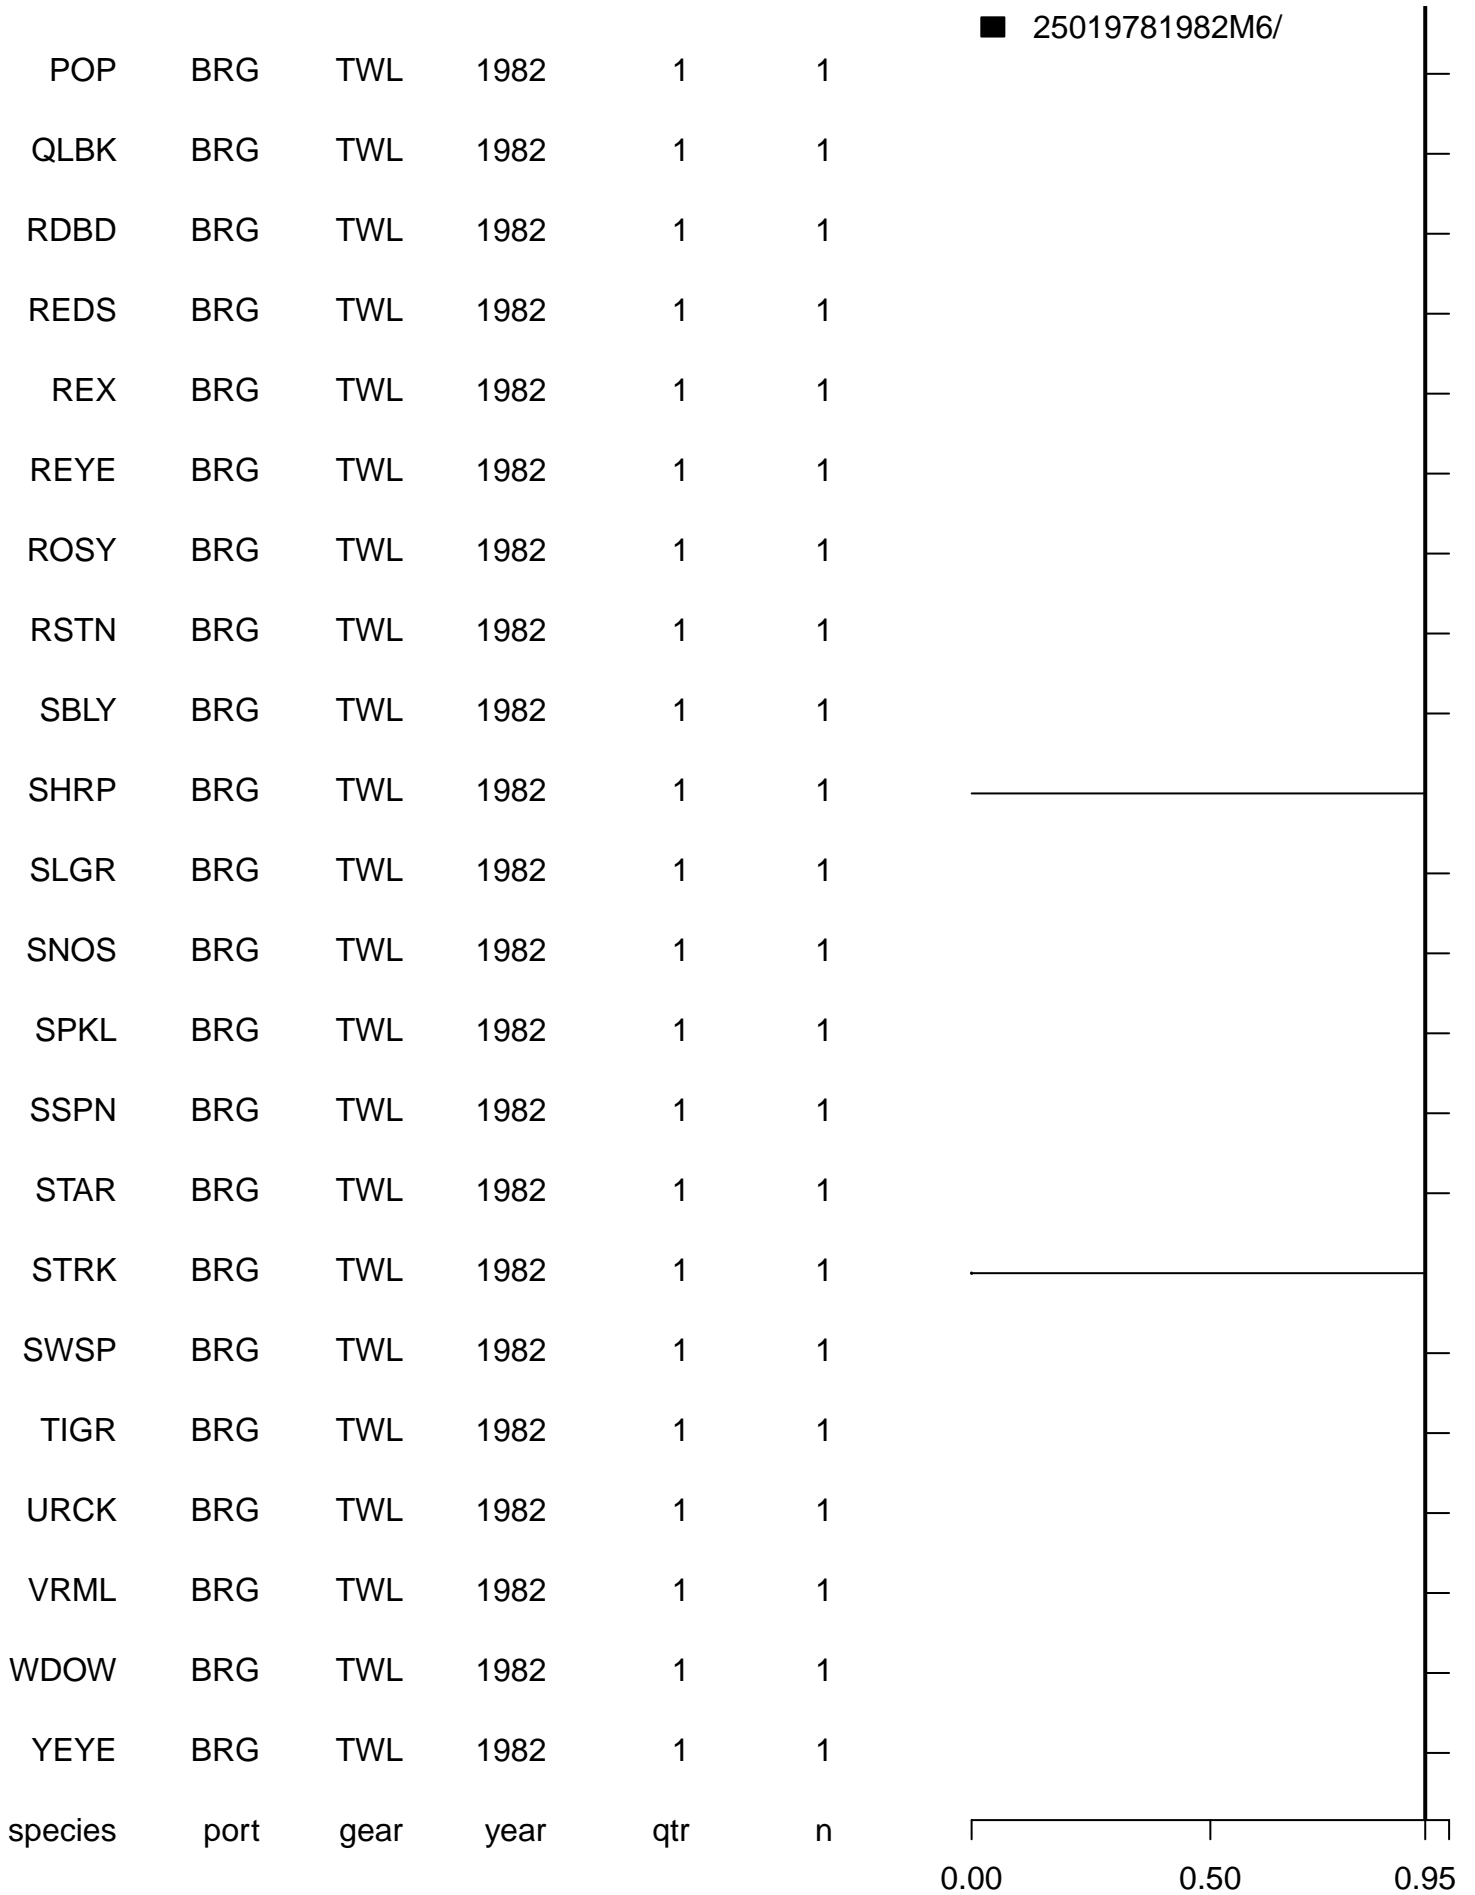 25019781982M6/
POP BRG TWL 1982 1 1
QLBK BRG TWL 1982 1 1
RDBD BRG TWL 1982 1 1
REDS BRG TWL 1982 1 1
REX BRG TWL 1982 1 1
REYE BRG TWL 1982 1 1
ROSY BRG TWL 1982 1 1
RSTN BRG TWL 1982 1 1
SBLY BRG TWL 1982 1 1
SHRP BRG TWL 1982 1 1
SLGR BRG TWL 1982 1 1
SNOS BRG TWL 1982 1 1
SPKL BRG TWL 1982 1 1
SSPN BRG TWL 1982 1 1
STAR BRG TWL 1982 1 1
STRK BRG TWL 1982 1 1
SWSP BRG TWL 1982 1 1
TIGR BRG TWL 1982 1 1
URCK BRG TWL 1982 1 1
VRML BRG TWL 1982 1 1
WDOW BRG TWL 1982 1 1
YEYE BRG TWL 1982 1 1
species port gear year qtr n
0.00 0.50 0.95